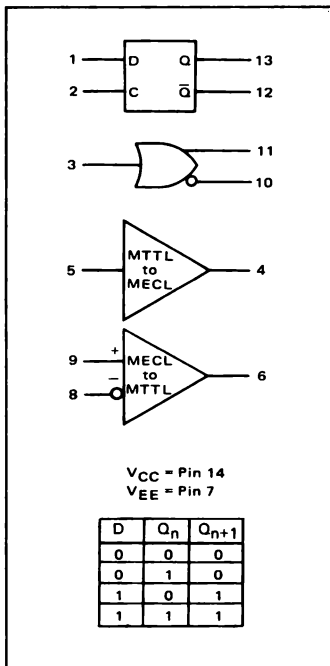 1 D Q 13
2 C Q̅ 12
3 11
10
5 MTTL to MECL 4
9 + MECL to MTTL 6
8 −
VCC = Pin 14
VEE = Pin 7
D Qn Qn+1
0 0 0
0 1 0
1 0 1
1 1 1